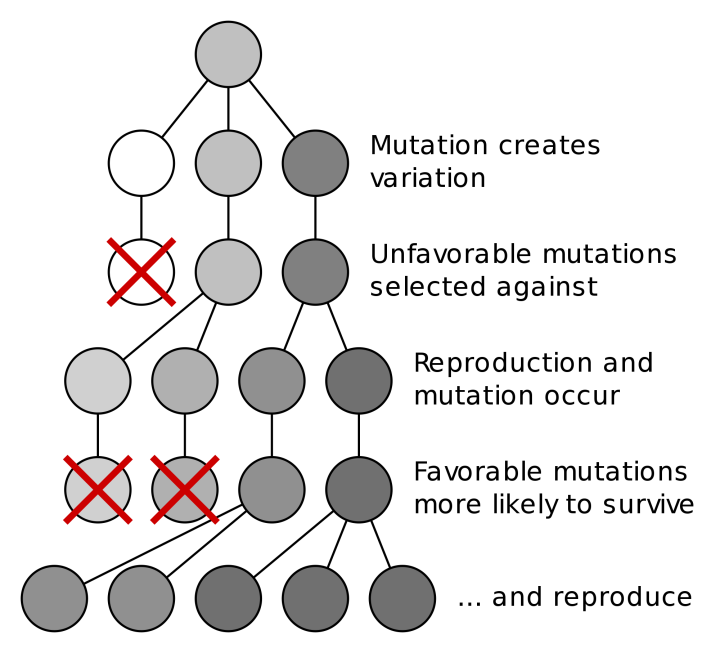 Mutation creates
variation
Unfavorable mutations
selected against
Reproduction and
mutation occur
Favorable mutations
more likely to survive
... and reproduce